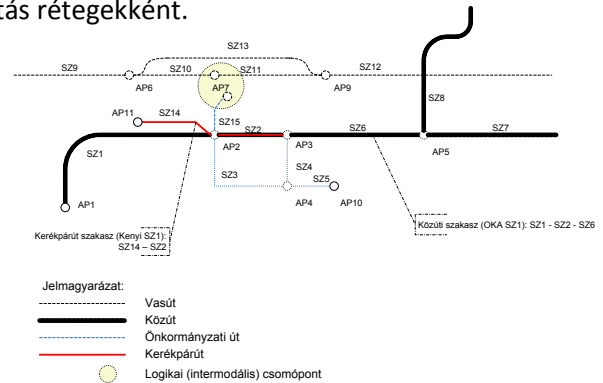 tás rétegekként.
SZ13
SZ9 SZ10 SZ11 SZ12
AP6 AP7 AP9
SZ8
AP11 SZ14
SZ15
SZ1 SZ2 SZ6 SZ7
AP2 AP3 AP5
SZ3 SZ4
SZ5
AP1 AP4 AP10
Kerékpárút szakasz (Kenyi SZ1):
SZ14 – SZ2
Közúti szakasz (OKA SZ1): SZ1 - SZ2 - SZ6
Jelmagyarázat:
Vasút
Közút
Önkormányzati út
Kerékpárút
Logikai (intermodális) csomópont